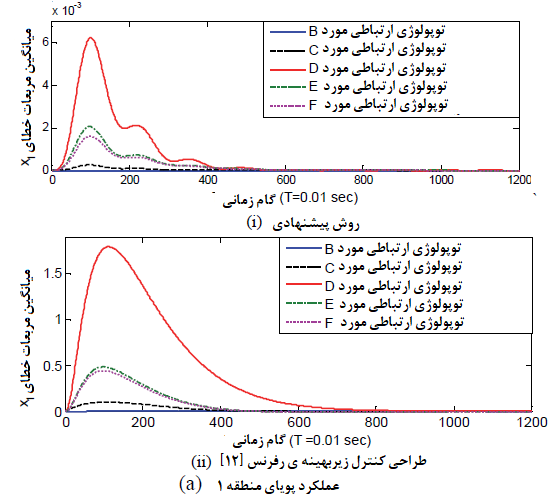 x 10⁻³
6
4
2
0
میانگین مربعات خطای x₁
توپولوژی ارتباطی مورد B
توپولوژی ارتباطی مورد C
توپولوژی ارتباطی مورد D
توپولوژی ارتباطی مورد E
توپولوژی ارتباطی مورد F
0 200 400 600 800 1000 1200
گام زمانی (T=0.01 sec)
(i) روش پیشنهادی
1.5
1
0.5
0
میانگین مربعات خطای x₁
توپولوژی ارتباطی مورد B
توپولوژی ارتباطی مورد C
توپولوژی ارتباطی مورد D
توپولوژی ارتباطی مورد E
توپولوژی ارتباطی مورد F
0 200 400 600 800 1000 1200
گام زمانی (T=0.01 sec)
(ii) طراحی کنترل زیربهینه ی رفرنس [۱۲]
(a) عملکرد پویای منطقه ۱